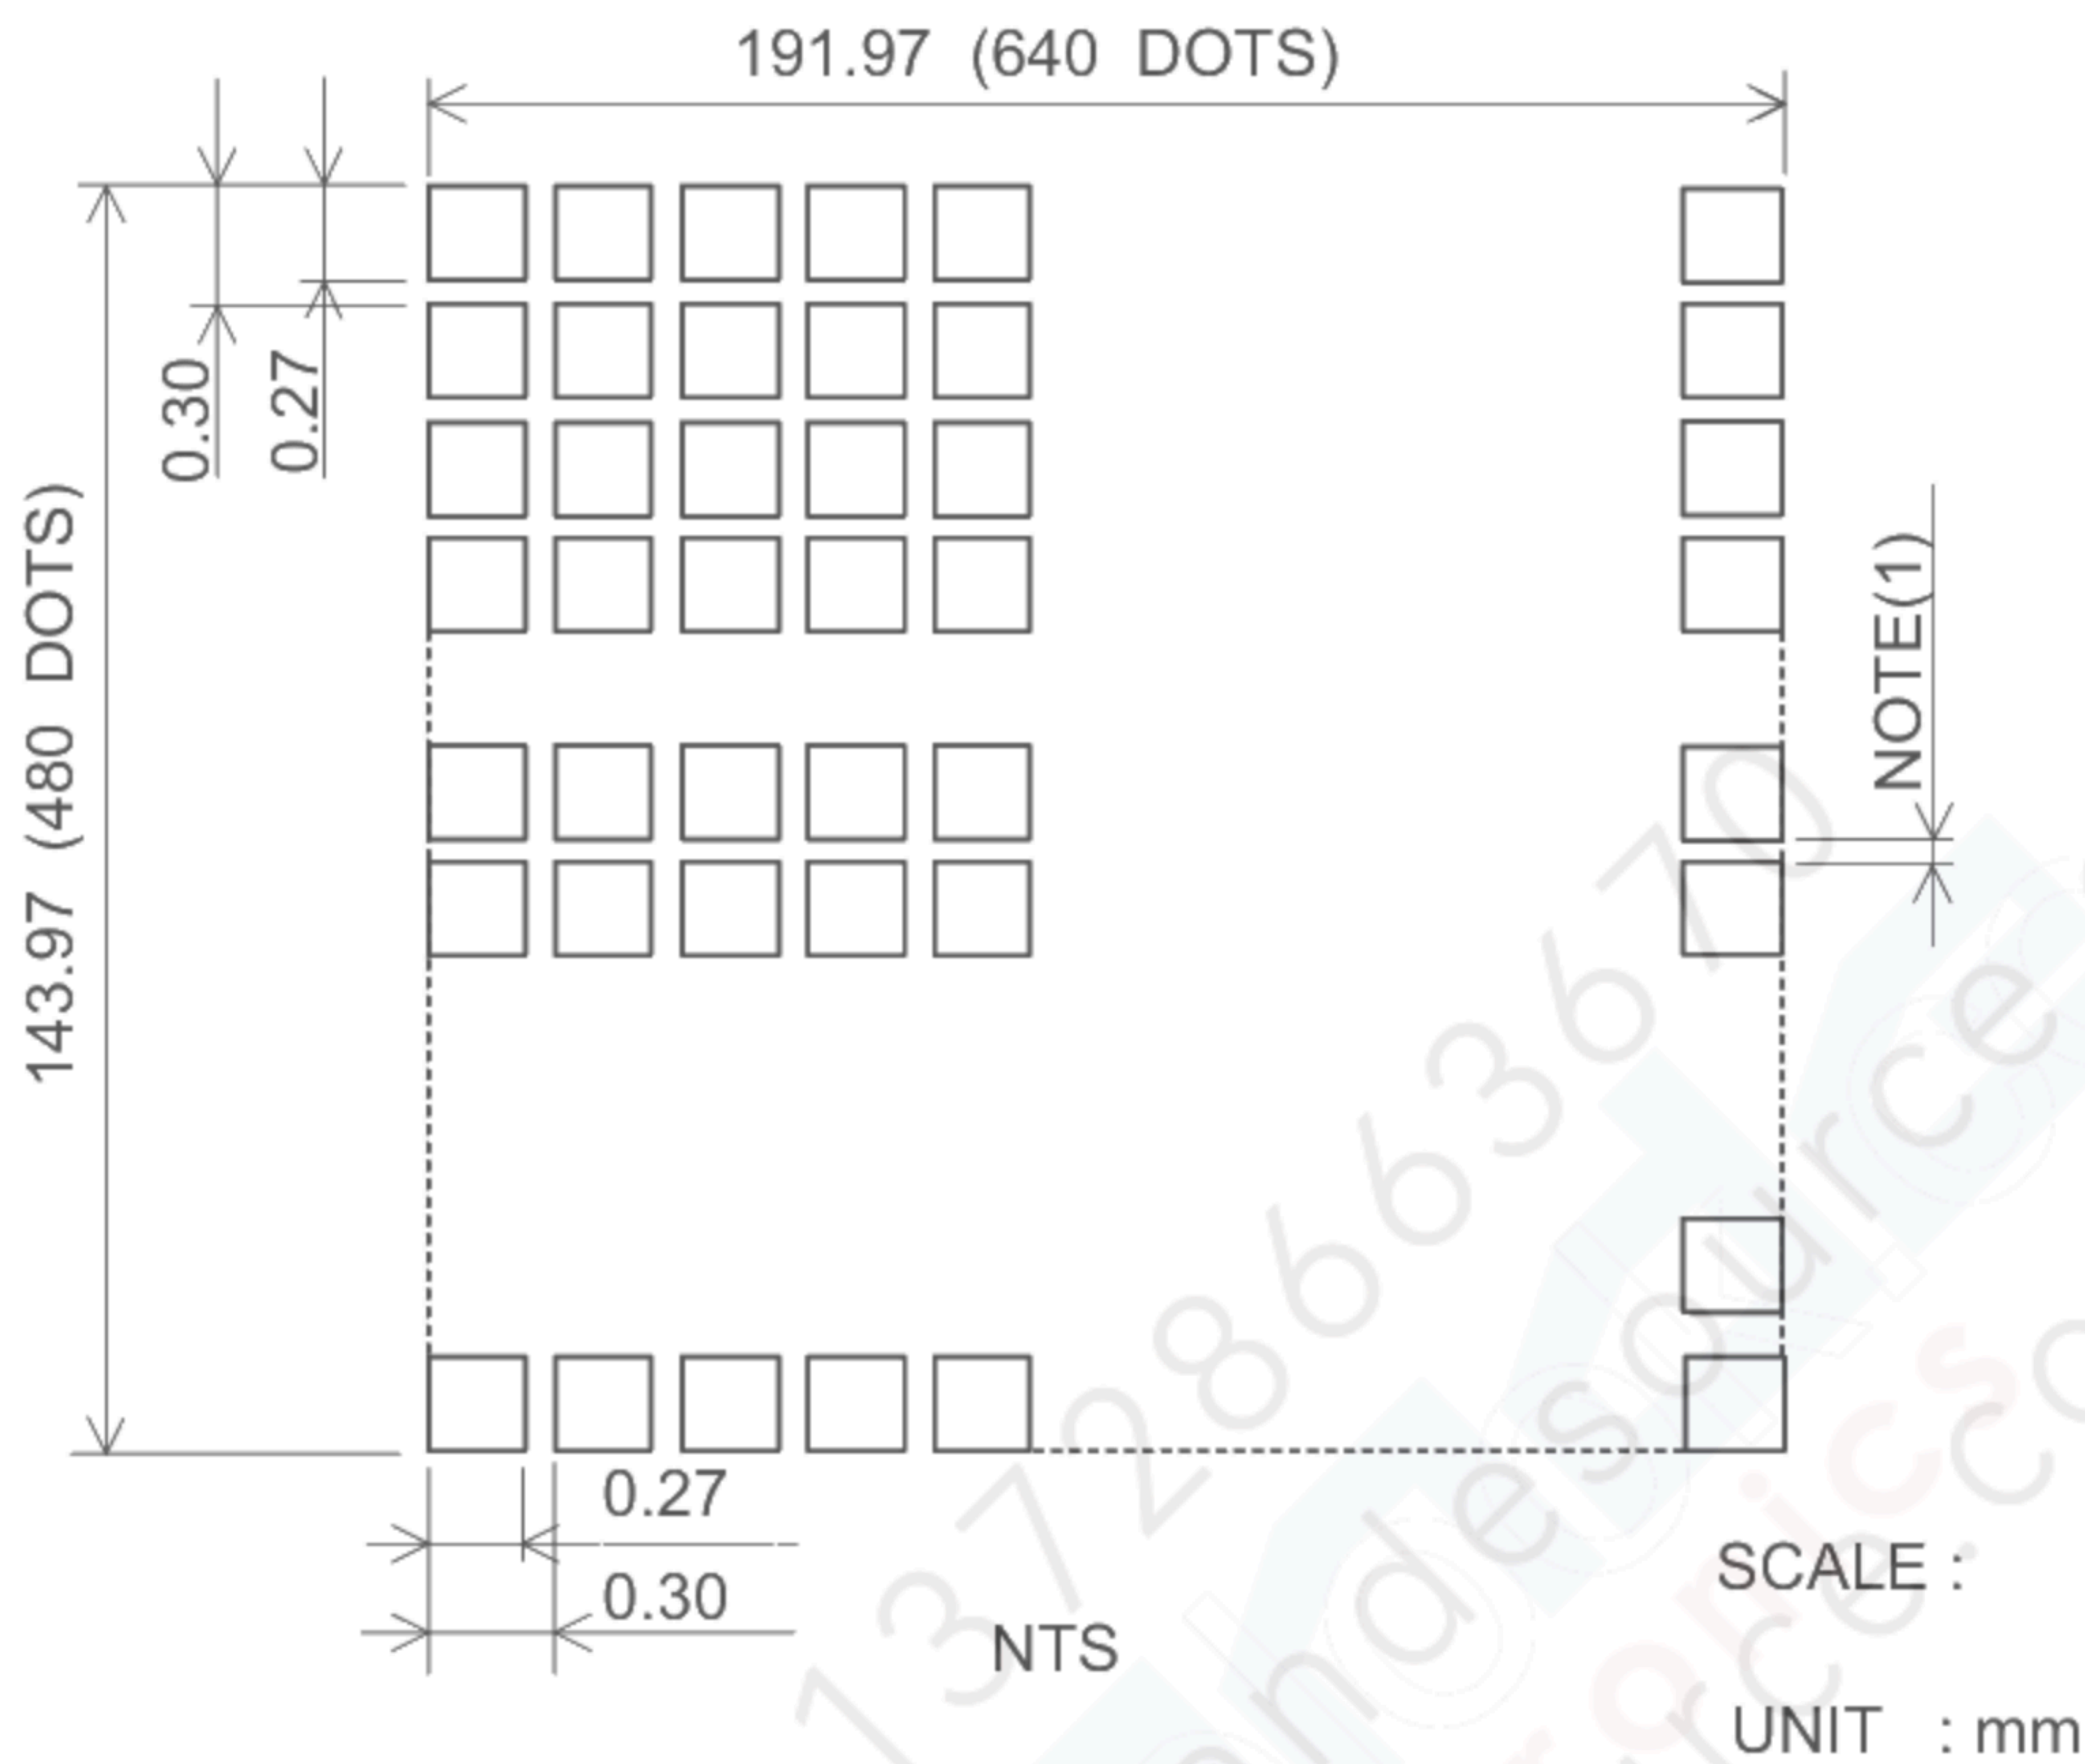 191.97 (640 DOTS)
0.30
0.27
143.97 (480 DOTS)
NOTE(1)
0.27
0.30
NTS
SCALE :
UNIT : mm
13728663670